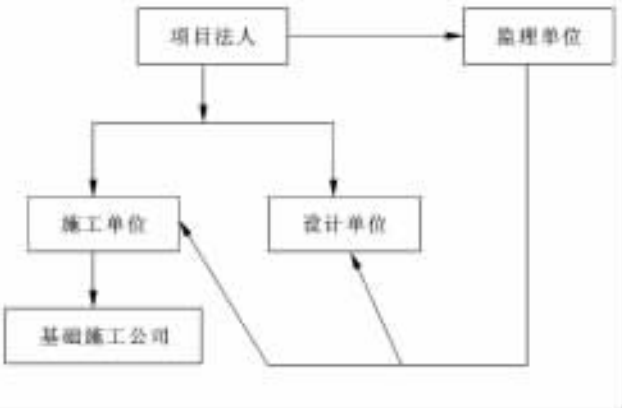 项目法人
监理单位
施工单位
设计单位
基础施工公司